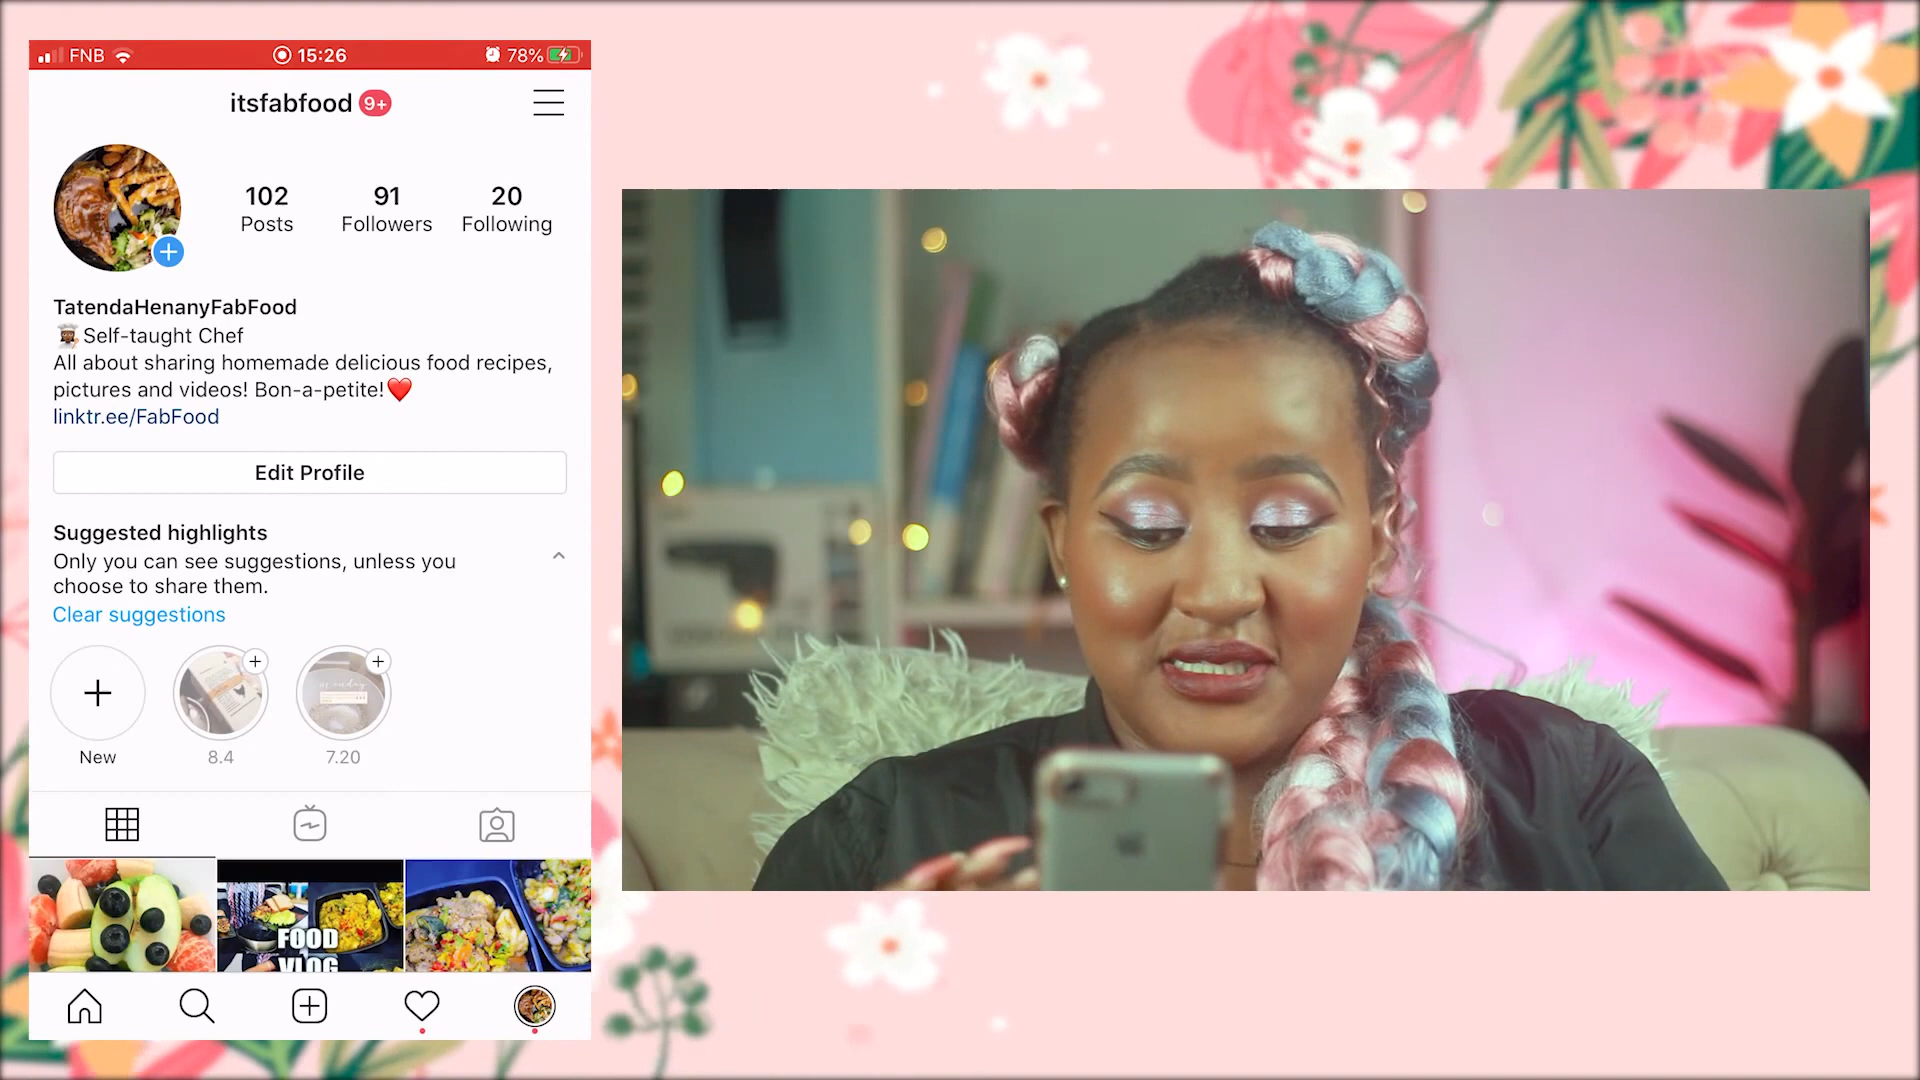 FNB 15:26 78%
itsfabfood 9+
102 91 20
Posts Followers Following
TatendaHenanyFabFood
Self-taught Chef
All about sharing homemade delicious food recipes,
pictures and videos! Bon-a-petite!❤️
linktr.ee/FabFood
Edit Profile
Suggested highlights
Only you can see suggestions, unless you
choose to share them.
Clear suggestions
New 8.4 7.20
FOOD
VLOG